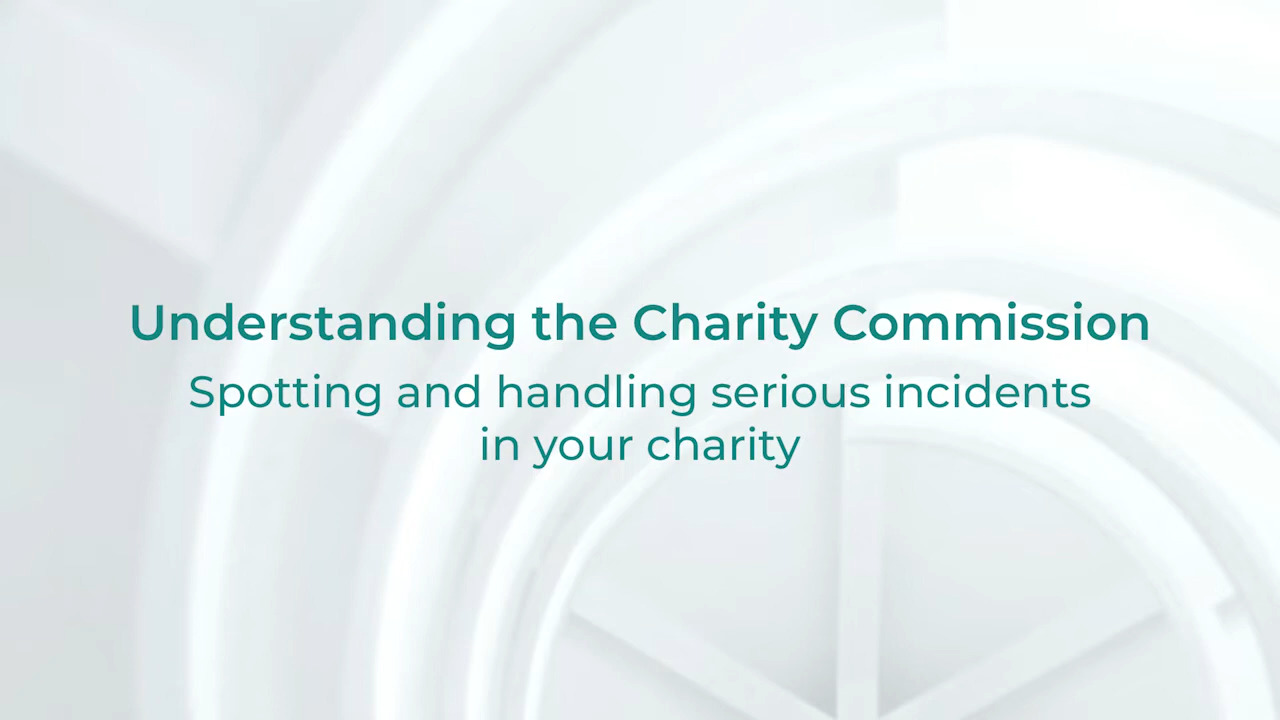 Understanding the Charity Commission
Spotting and handling serious incidents
in your charity